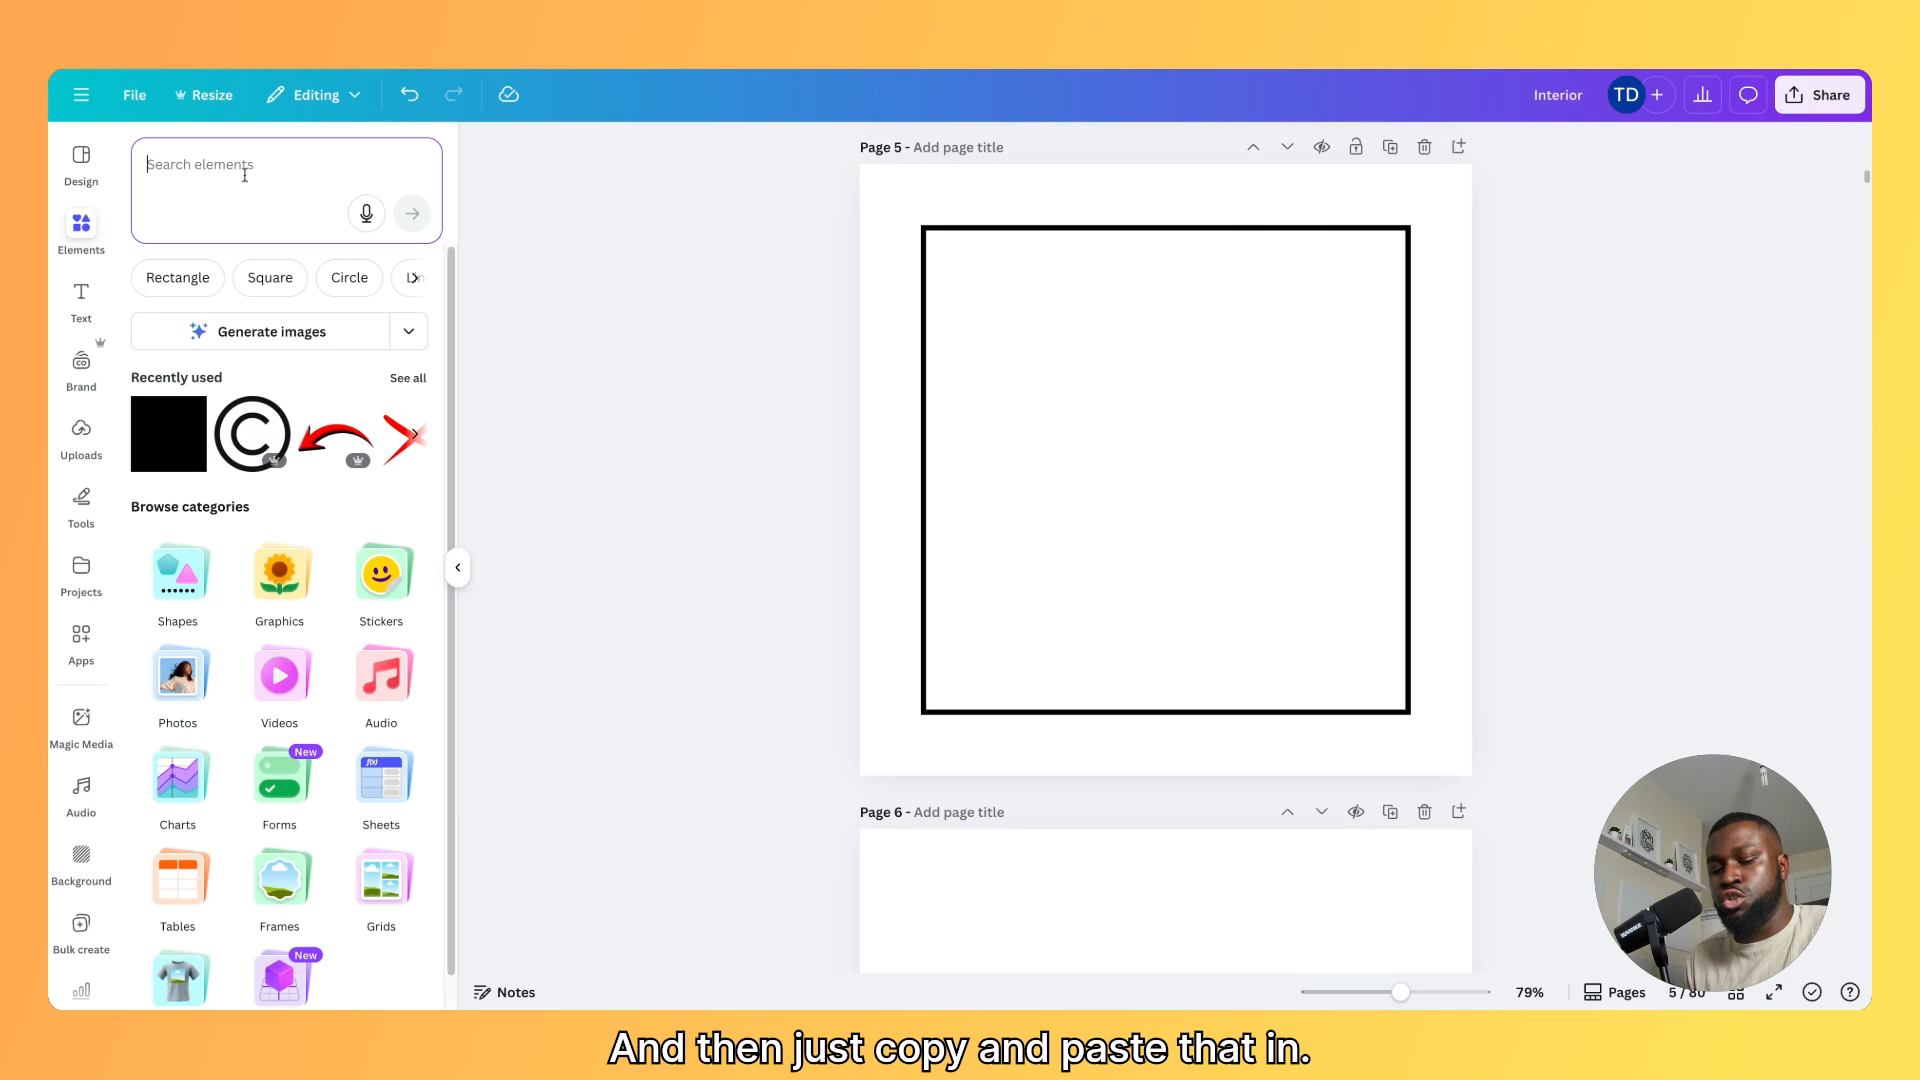 File
Resize
Editing
Interior
TD
Share
Design
Elements
Text
Brand
Uploads
Tools
Projects
Apps
Magic Media
Audio
Background
Bulk create
Search elements
Rectangle
Square
Circle
Generate images
Recently used
See all
Browse categories
Shapes
Graphics
Stickers
Photos
Videos
Audio
Charts
New
Forms
f(x)
Sheets
Tables
Frames
Grids
New
Page 5 - Add page title
Page 6 - Add page title
Notes
79%
Pages
5 / 80
And then just copy and paste that in.